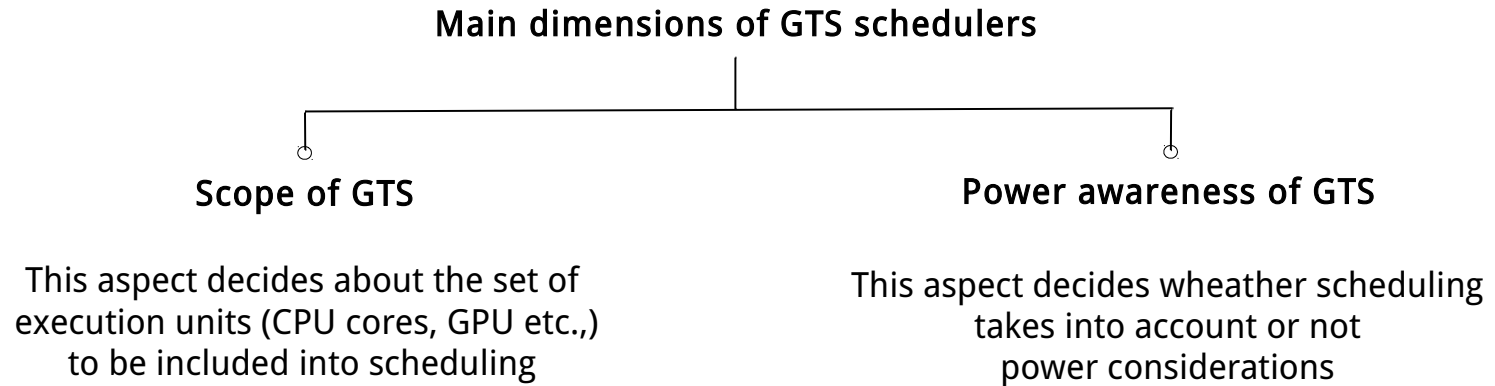 Main dimensions of GTS schedulers
Scope of GTS
This aspect decides about the set of
execution units (CPU cores, GPU etc.,)
to be included into scheduling
Power awareness of GTS
This aspect decides wheather scheduling
takes into account or not
power considerations